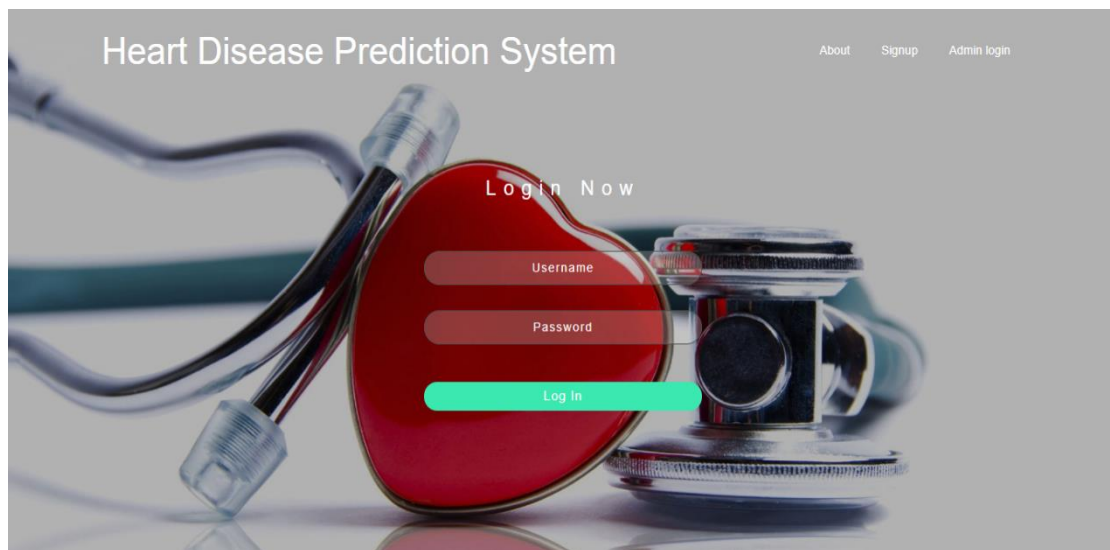 Heart Disease Prediction System
About Signup Admin login
Login Now
Username
Password
Log In